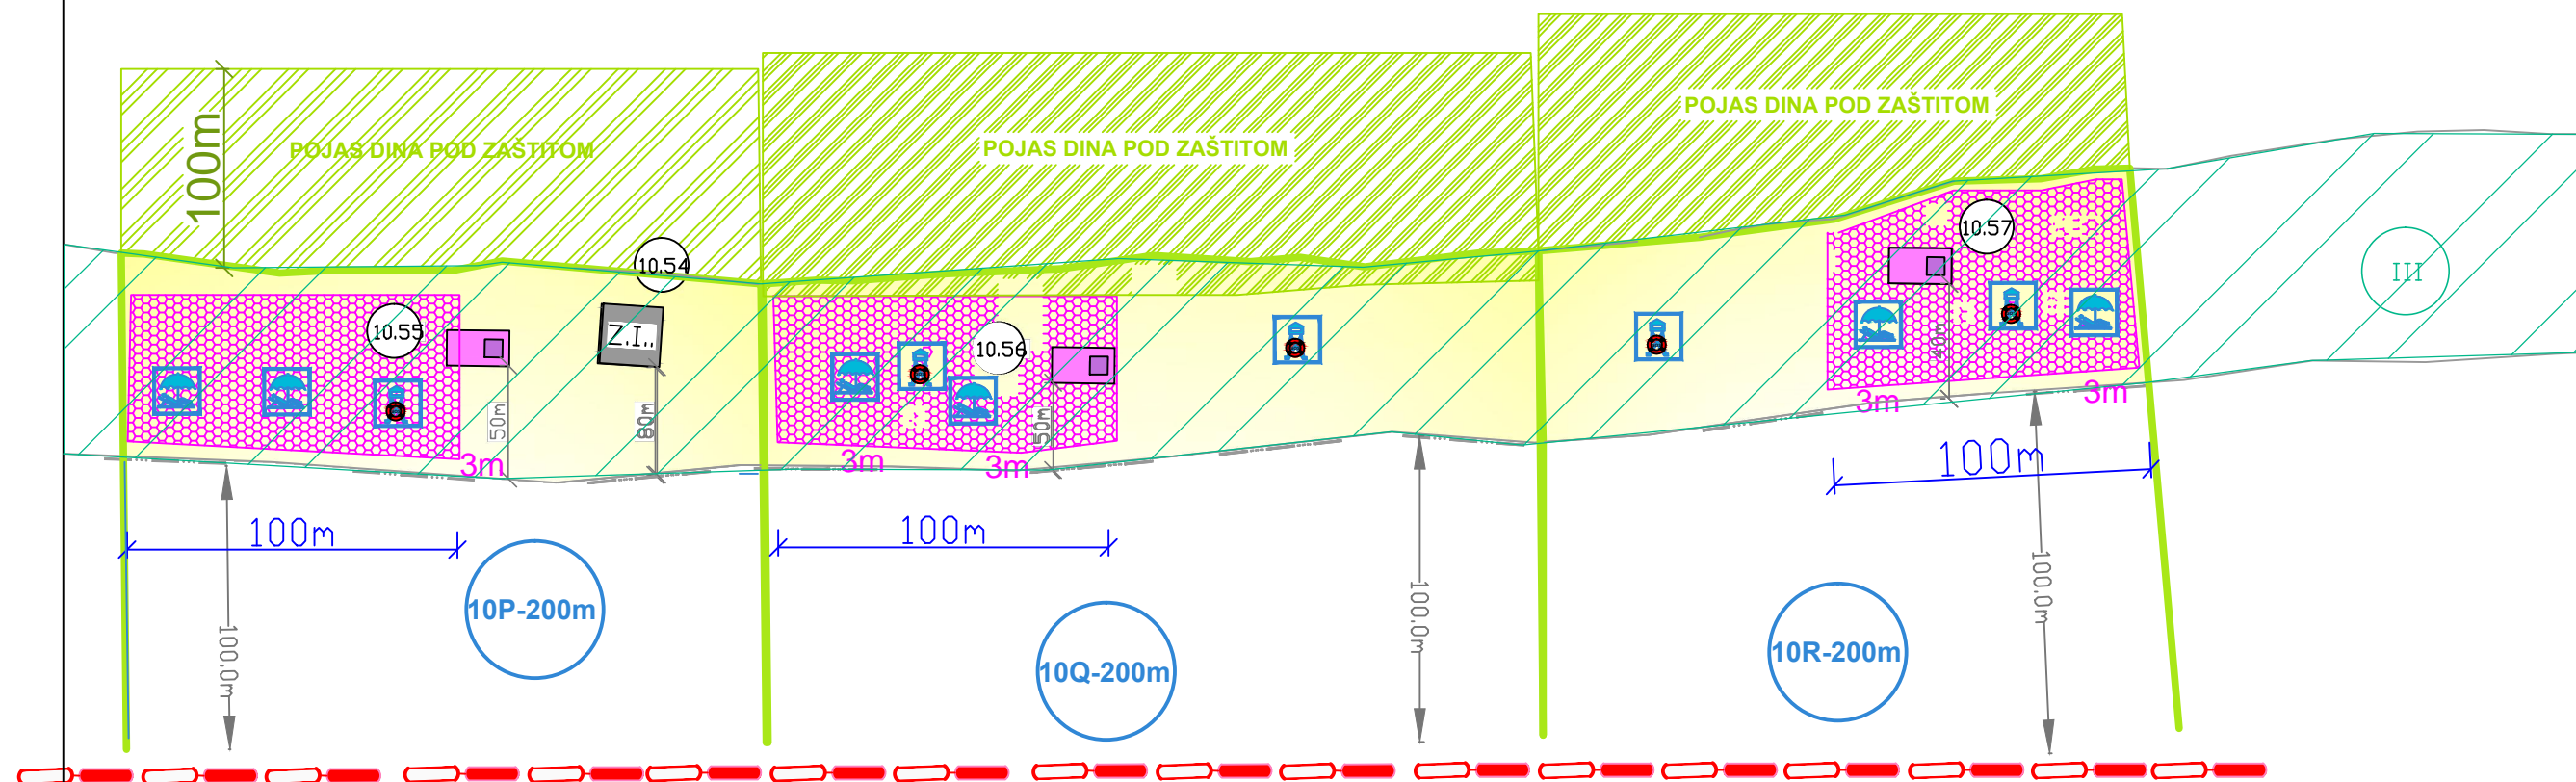 POJAS DINA POD ZAŠTITOM
POJAS DINA POD ZAŠTITOM
POJAS DINA POD ZAŠTITOM
100m
10.54
10.55
Z.I..
10.56
10.57
III
50m
80m
50m
40m
3m
3m
3m
3m
3m
100m
100m
100m
10P-200m
10Q-200m
10R-200m
100.0m
100.0m
100.0m